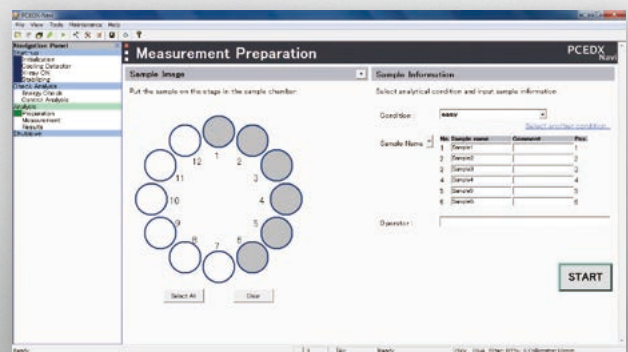 PCEDX-Navi
File View Tools Maintenance Help
Navigation Panel
Startup
Initialization
Cooling Detector
X-ray ON
Stabilizing
Check Analysis
Energy Check
Control Analysis
Analysis
Preparation
Measurement
Results
Shutdown
Measurement Preparation
PCEDX
Navi
Sample Image
Put the sample on the stage in the sample chamber.
1
2
3
4
5
6
7
8
9
10
11
12
Select All
Clear
Sample Information
Select analytical condition and input sample information
Condition :
easy
Select another condition...
Sample Name
No. Sample name Comment Pos.
1 Sample1 1
2 Sample2 2
3 Sample3 3
4 Sample4 4
5 Sample5 5
6 Sample6 6
Operator :
START
Ready
Ready